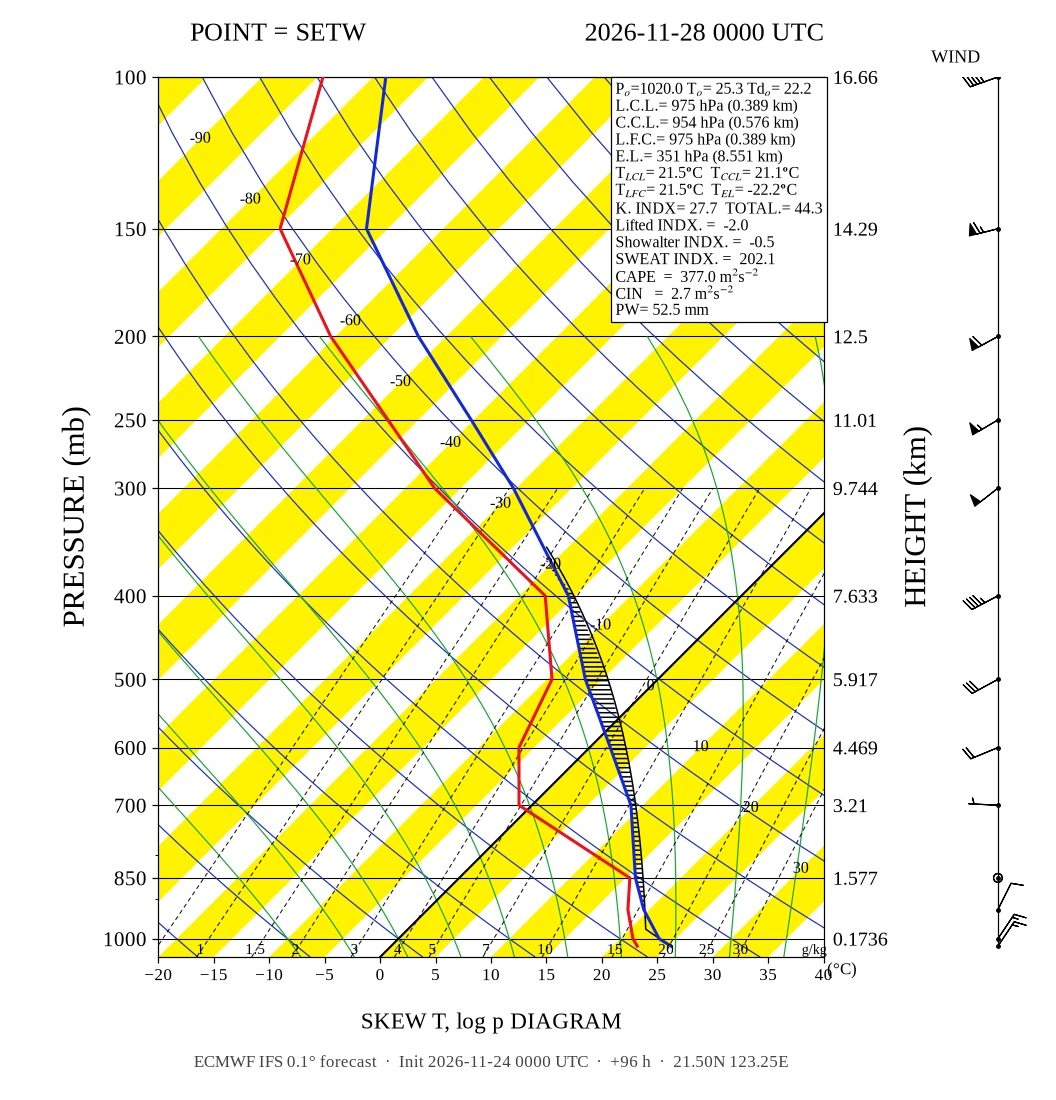 POINT = SETW
2026-11-28 0000 UTC
WIND
100
16.66
Pₒ=1020.0 Tₒ= 25.3 Tdₒ= 22.2
L.C.L.= 975 hPa (0.389 km)
C.C.L.= 954 hPa (0.576 km)
L.F.C.= 975 hPa (0.389 km)
E.L.= 351 hPa (8.551 km)
T_LCL= 21.5°C T_CCL= 21.1°C
T_LFC= 21.5°C T_EL= -22.2°C
K. INDX= 27.7 TOTAL.= 44.3
Lifted INDX. = -2.0
Showalter INDX. = -0.5
SWEAT INDX. = 202.1
CAPE = 377.0 m²s⁻²
CIN = 2.7 m²s⁻²
PW= 52.5 mm
-90
-80
150
14.29
-70
-60
200
12.5
-50
250
11.01
-40
300
9.744
-30
-20
400
7.633
-10
500
5.917
0
600
4.469
10
700
3.21
20
850
1.577
30
1000
0.1736
1 1.5 2 3 4 5 7 10 15 20 25 30 g/kg
−20 −15 −10 −5 0 5 10 15 20 25 30 35 40 (°C)
PRESSURE (mb)
HEIGHT (km)
SKEW T, log p DIAGRAM
ECMWF IFS 0.1° forecast · Init 2026-11-24 0000 UTC · +96 h · 21.50N 123.25E